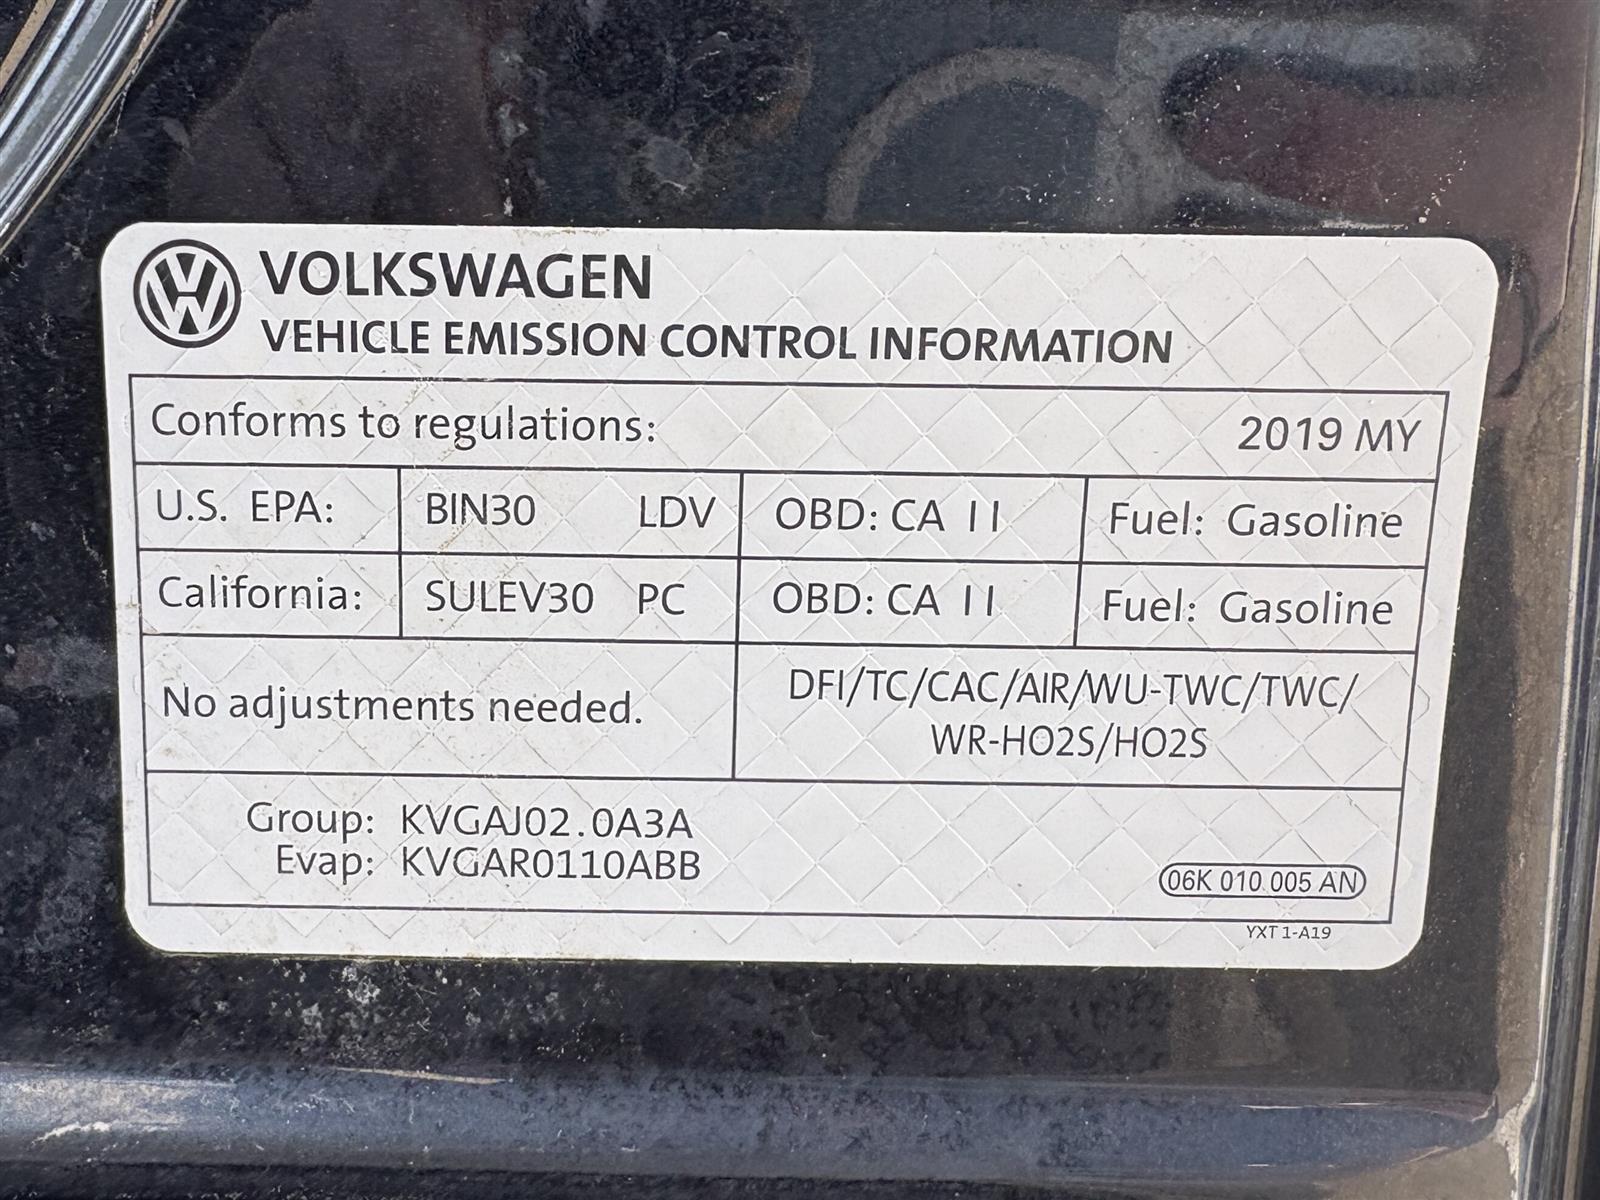 VOLKSWAGEN
VEHICLE EMISSION CONTROL INFORMATION
Conforms to regulations: 2019 MY
U.S. EPA: BIN30 LDV OBD: CA II Fuel: Gasoline
California: SULEV30 PC OBD: CA II Fuel: Gasoline
No adjustments needed.
DFI/TC/CAC/AIR/WU-TWC/TWC/
WR-HO2S/HO2S
Group: KVGAJ02.0A3A
Evap: KVGAR0110ABB
06K 010 005 AN
YXT 1-A19